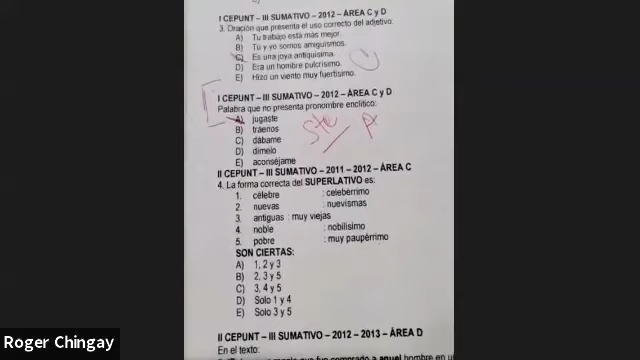 I CEPUNT – III SUMATIVO – 2012 – ÁREA C y D
3. Oración que presenta el uso correcto del adjetivo:
A) Tu trabajo está más mejor.
B) Tú y yo somos amiguísmos.
C) Es una joya antiquísima.
D) Era un hombre pulcrísimo.
E) Hizo un viento muy fuertísimo.
I CEPUNT – III SUMATIVO – 2012 – ÁREA C y D
Palabra que no presenta pronombre enclítico:
A) jugaste
B) tráenos
C) dábame
D) dímelo
E) aconséjame
ste
II CEPUNT – III SUMATIVO – 2011 – 2012 – ÁREA C
4. La forma correcta del SUPERLATIVO es:
1. célebre : celebérrimo
2. nuevas : nuevísmas
3. antiguas : muy viejas
4. noble : nobilísimo
5. pobre : muy paupérrimo
SON CIERTAS:
A) 1, 2 y 3
B) 2, 3 y 5
C) 3, 4 y 5
D) Solo 1 y 4
E) Solo 3 y 5
II CEPUNT – III SUMATIVO – 2012 – 2013 – ÁREA D
En el texto:
Roger Chingay